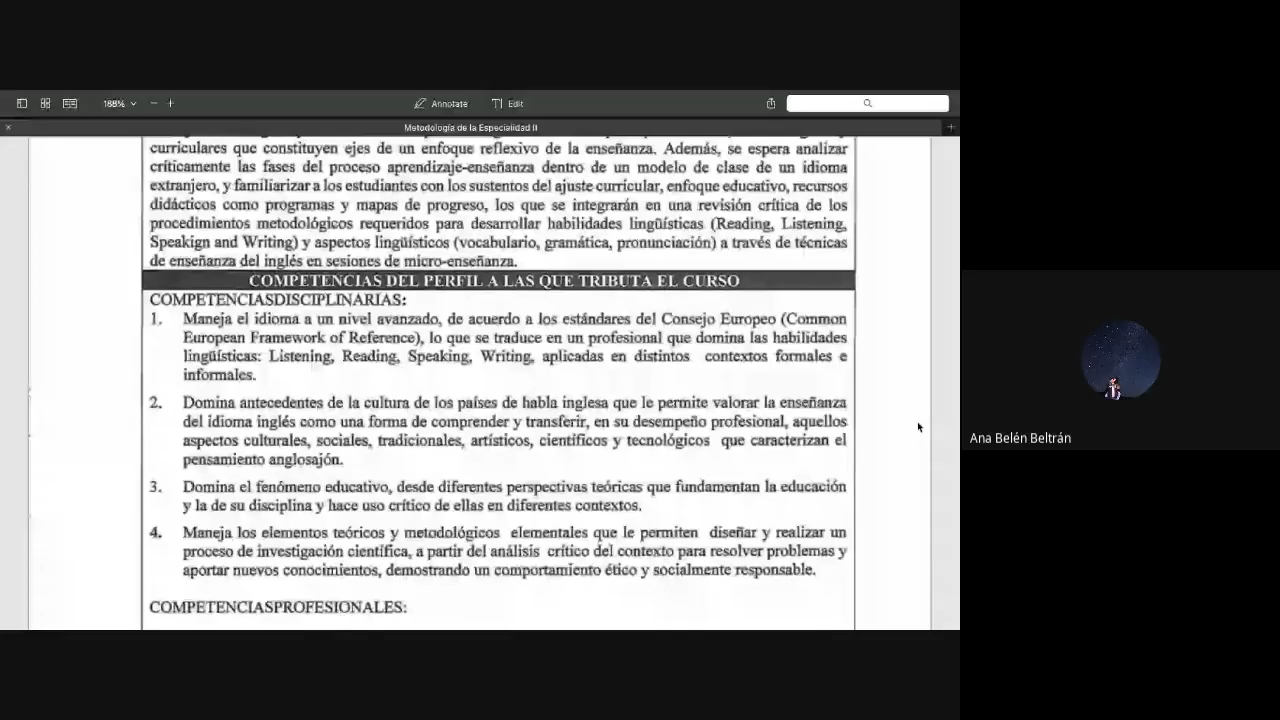 188%
Annotate
Edit
Metodología de la Especialidad II
curriculares que constituyen ejes de un enfoque reflexivo de la enseñanza. Además, se espera analizar
críticamente las fases del proceso aprendizaje-enseñanza dentro de un modelo de clase de un idioma
extranjero, y familiarizar a los estudiantes con los sustentos del ajuste curricular, enfoque educativo, recursos
didácticos como programas y mapas de progreso, los que se integrarán en una revisión crítica de los
procedimientos metodológicos requeridos para desarrollar habilidades lingüísticas (Reading, Listening,
Speakign and Writing) y aspectos lingüísticos (vocabulario, gramática, pronunciación) a través de técnicas
de enseñanza del inglés en sesiones de micro-enseñanza.
COMPETENCIAS DEL PERFIL A LAS QUE TRIBUTA EL CURSO
COMPETENCIASDISCIPLINARIAS:
1. Maneja el idioma a un nivel avanzado, de acuerdo a los estándares del Consejo Europeo (Common
European Framework of Reference), lo que se traduce en un profesional que domina las habilidades
lingüísticas: Listening, Reading, Speaking, Writing, aplicadas en distintos contextos formales e
informales.
2. Domina antecedentes de la cultura de los países de habla inglesa que le permite valorar la enseñanza
del idioma inglés como una forma de comprender y transferir, en su desempeño profesional, aquellos
aspectos culturales, sociales, tradicionales, artísticos, científicos y tecnológicos que caracterizan el
pensamiento anglosajón.
3. Domina el fenómeno educativo, desde diferentes perspectivas teóricas que fundamentan la educación
y la de su disciplina y hace uso crítico de ellas en diferentes contextos.
4. Maneja los elementos teóricos y metodológicos elementales que le permiten diseñar y realizar un
proceso de investigación científica, a partir del análisis crítico del contexto para resolver problemas y
aportar nuevos conocimientos, demostrando un comportamiento ético y socialmente responsable.
COMPETENCIASPROFESIONALES:
Ana Belén Beltrán